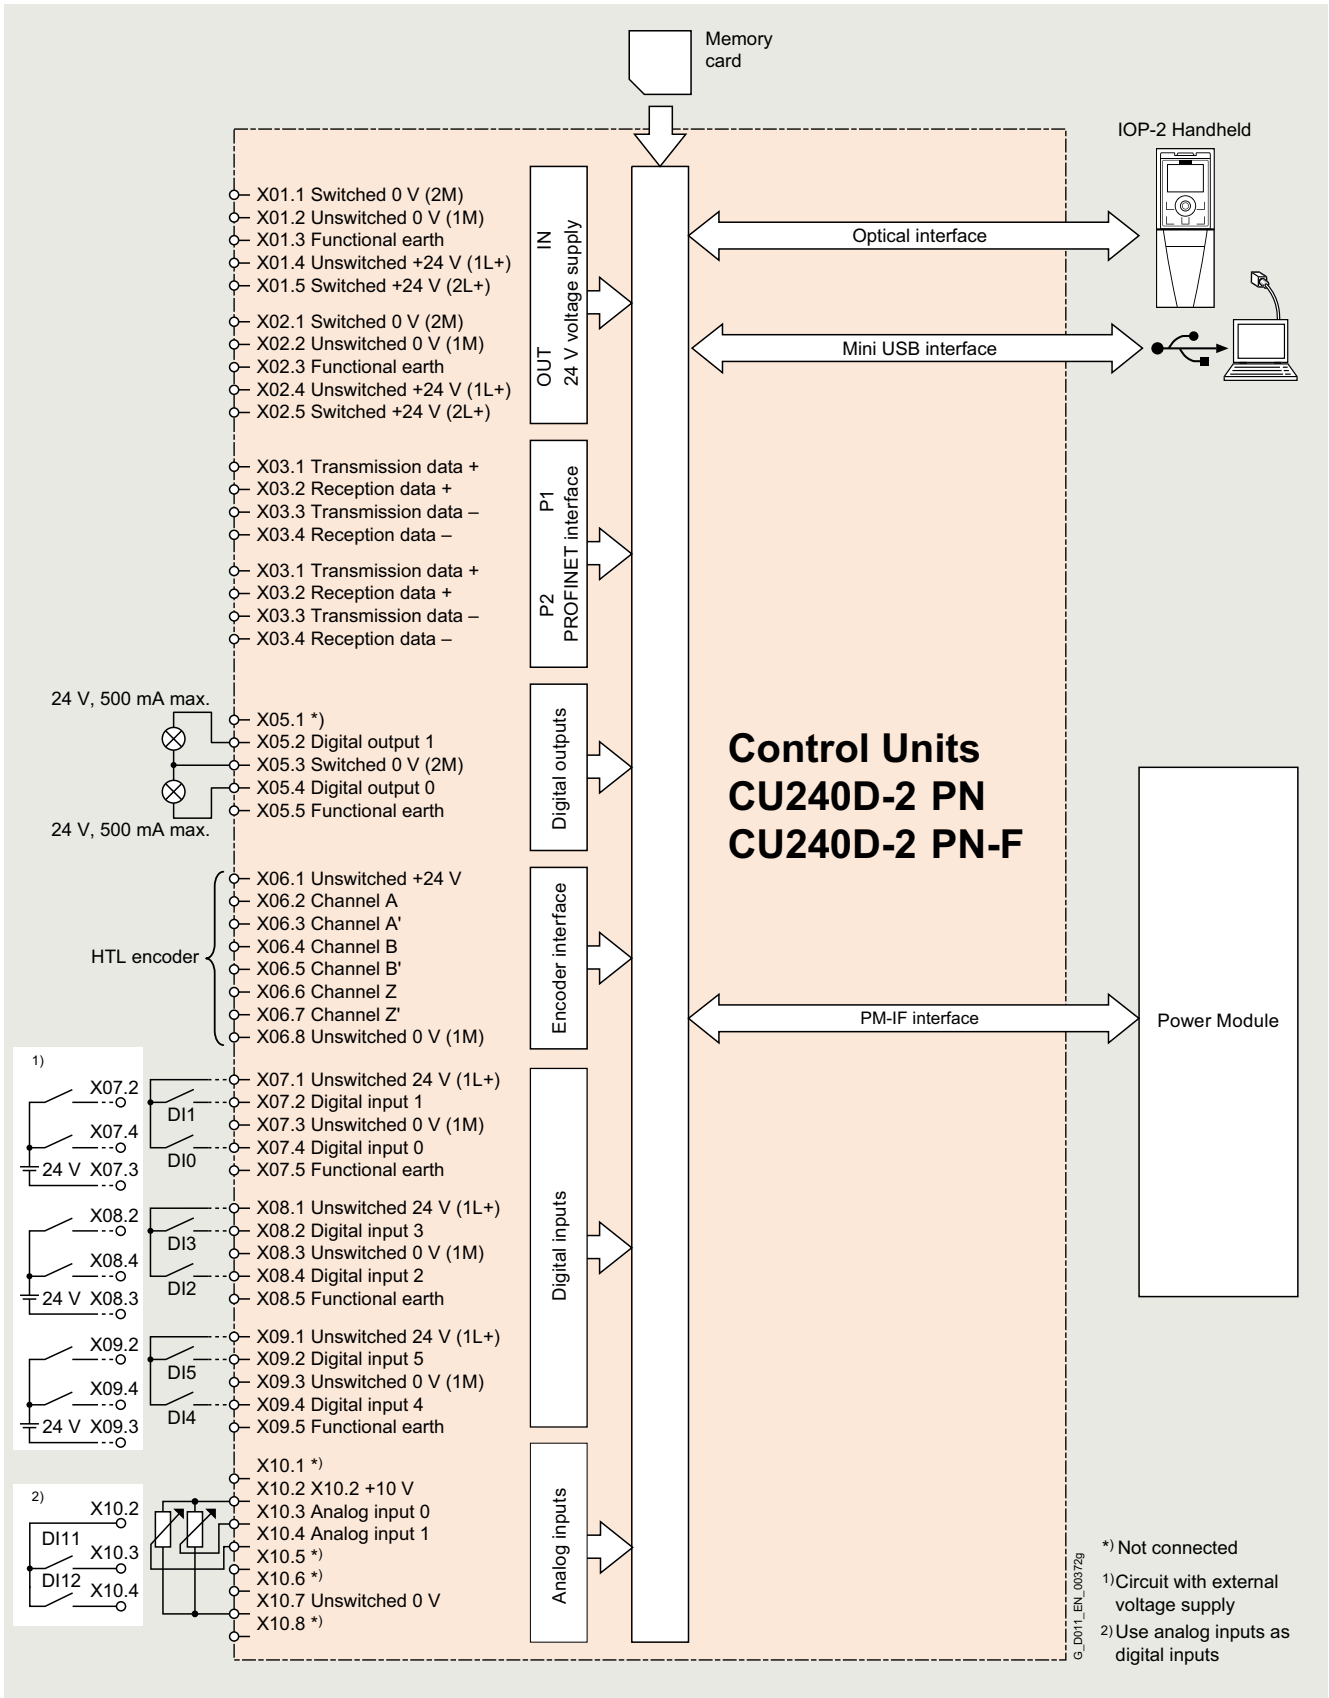 Memory
card
IOP-2 Handheld
X01.1 Switched 0 V (2M)
X01.2 Unswitched 0 V (1M)
X01.3 Functional earth
X01.4 Unswitched +24 V (1L+)
X01.5 Switched +24 V (2L+)
X02.1 Switched 0 V (2M)
X02.2 Unswitched 0 V (1M)
X02.3 Functional earth
X02.4 Unswitched +24 V (1L+)
X02.5 Switched +24 V (2L+)
OUT IN
24 V voltage supply
Optical interface
Mini USB interface
X03.1 Transmission data +
X03.2 Reception data +
X03.3 Transmission data –
X03.4 Reception data –
X03.1 Transmission data +
X03.2 Reception data +
X03.3 Transmission data –
X03.4 Reception data –
P2 P1
PROFINET interface
24 V, 500 mA max.
X05.1 *)
X05.2 Digital output 1
X05.3 Switched 0 V (2M)
X05.4 Digital output 0
X05.5 Functional earth
24 V, 500 mA max.
Digital outputs
Control Units
CU240D-2 PN
CU240D-2 PN-F
HTL encoder
X06.1 Unswitched +24 V
X06.2 Channel A
X06.3 Channel A'
X06.4 Channel B
X06.5 Channel B'
X06.6 Channel Z
X06.7 Channel Z'
X06.8 Unswitched 0 V (1M)
Encoder interface
PM-IF interface
Power Module
1)
X07.2
X07.4
24 V X07.3
DI1
DI0
X07.1 Unswitched 24 V (1L+)
X07.2 Digital input 1
X07.3 Unswitched 0 V (1M)
X07.4 Digital input 0
X07.5 Functional earth
X08.2
X08.4
24 V X08.3
DI3
DI2
X08.1 Unswitched 24 V (1L+)
X08.2 Digital input 3
X08.3 Unswitched 0 V (1M)
X08.4 Digital input 2
X08.5 Functional earth
X09.2
X09.4
24 V X09.3
DI5
DI4
X09.1 Unswitched 24 V (1L+)
X09.2 Digital input 5
X09.3 Unswitched 0 V (1M)
X09.4 Digital input 4
X09.5 Functional earth
Digital inputs
2)
X10.2
DI11
X10.3
DI12
X10.4
X10.1 *)
X10.2 X10.2 +10 V
X10.3 Analog input 0
X10.4 Analog input 1
X10.5 *)
X10.6 *)
X10.7 Unswitched 0 V
X10.8 *)
Analog inputs
G_D011_EN_00372g
*) Not connected
1) Circuit with external
voltage supply
2) Use analog inputs as
digital inputs